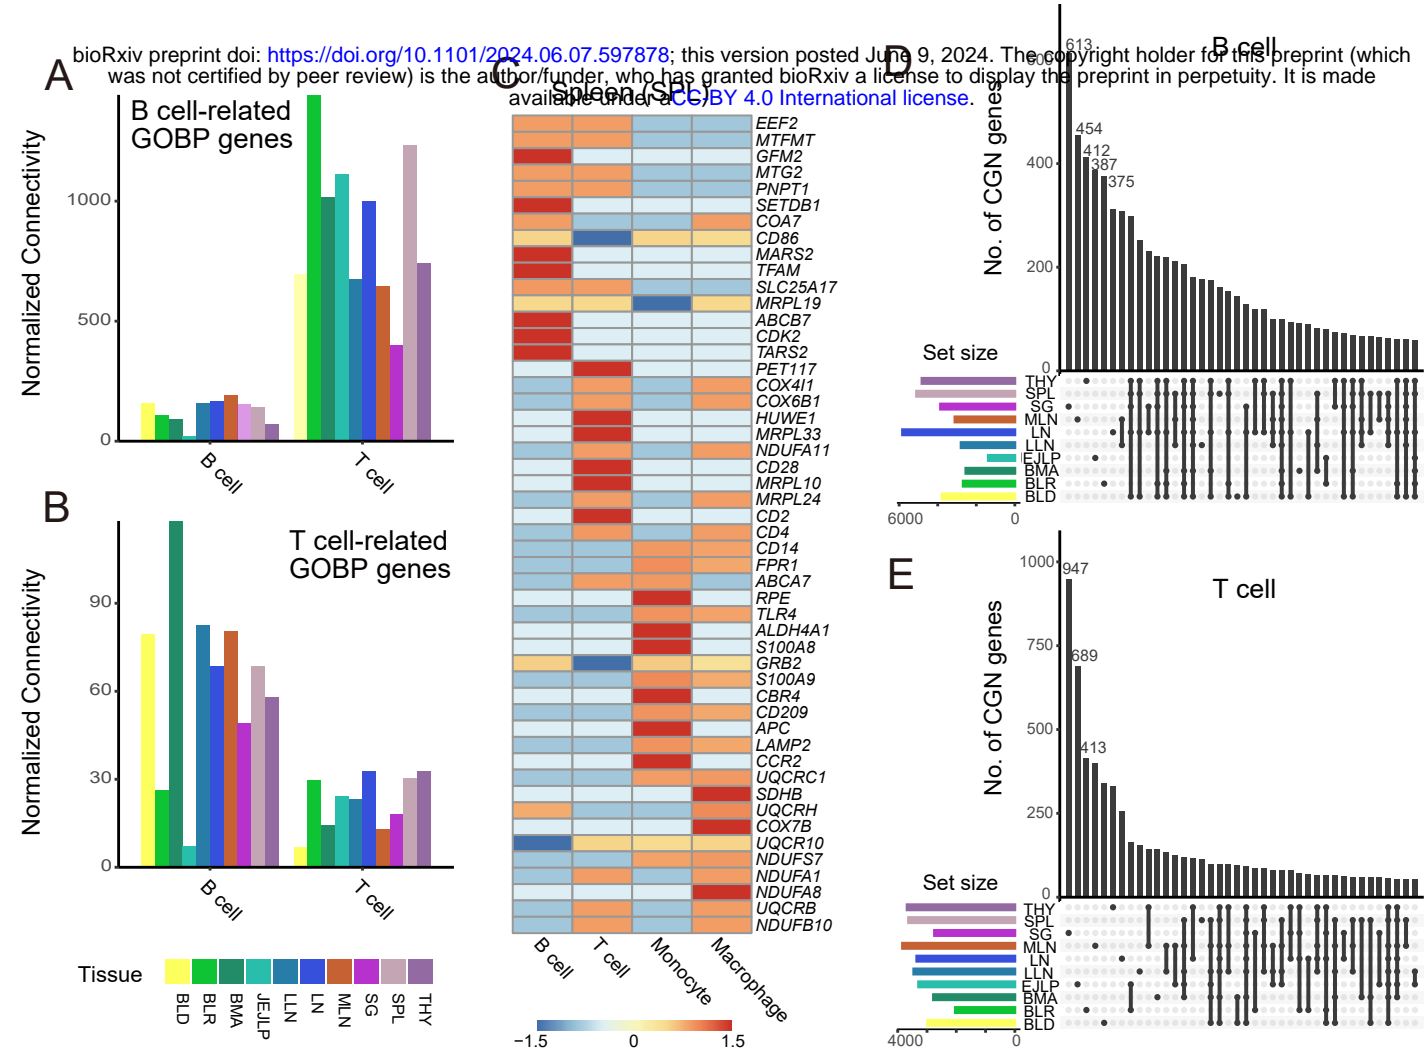 bioRxiv preprint doi: https://doi.org/10.1101/2024.06.07.597878; this version posted June 9, 2024. The copyright holder for this preprint (which
was not certified by peer review) is the author/funder, who has granted bioRxiv a license to display the preprint in perpetuity. It is made
available under aCC-BY 4.0 International license.
A
B cell-related
GOBP genes
Normalized Connectivity
1000
500
0
B cell
T cell
B
T cell-related
GOBP genes
Normalized Connectivity
90
60
30
0
B cell
T cell
Tissue
BLD
BLR
BMA
JEJLP
LLN
LN
MLN
SG
SPL
THY
C
Spleen (SPL)
EEF2
MTFMT
GFM2
MTG2
PNPT1
SETDB1
COA7
CD86
MARS2
TFAM
SLC25A17
MRPL19
ABCB7
CDK2
TARS2
PET117
COX4I1
COX6B1
HUWE1
MRPL33
NDUFA11
CD28
MRPL10
MRPL24
CD2
CD4
CD14
FPR1
ABCA7
RPE
TLR4
ALDH4A1
S100A8
GRB2
S100A9
CBR4
CD209
APC
LAMP2
CCR2
UQCRC1
SDHB
UQCRH
COX7B
UQCR10
NDUFS7
NDUFA1
NDUFA8
UQCRB
NDUFB10
B cell
T cell
Monocyte
Macrophage
−1.5
0
1.5
D
B cell
No. of CGN genes
600
400
200
0
613
454
412
387
375
Set size
THY
SPL
SG
MLN
LN
LLN
EJLP
BMA
BLR
BLD
6000
0
E
T cell
No. of CGN genes
1000
750
500
250
0
947
689
413
Set size
THY
SPL
SG
MLN
LN
LLN
EJLP
BMA
BLR
BLD
4000
0